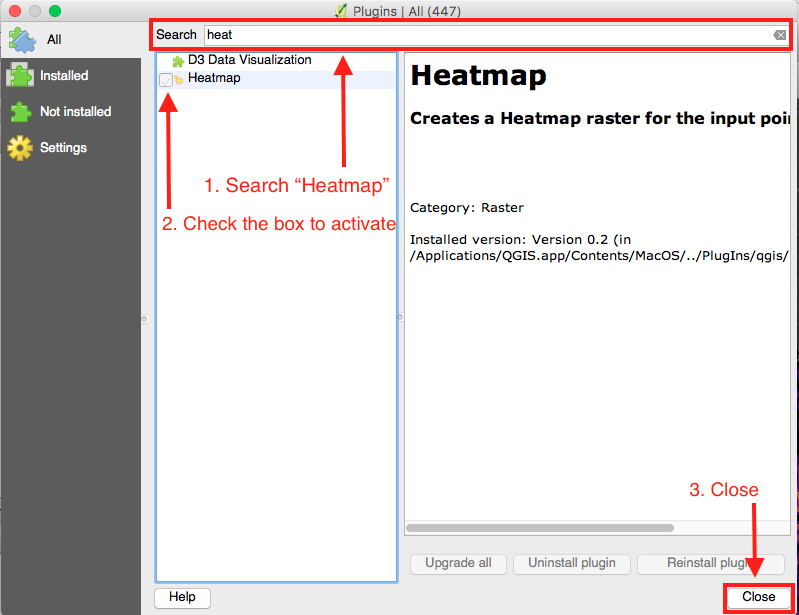 Plugins | All (447)
All
Installed
Not installed
Settings
Search heat
D3 Data Visualization
Heatmap
1. Search “Heatmap”
2. Check the box to activate
Heatmap
Creates a Heatmap raster for the input
Category: Raster
Installed version: Version 0.2 (in
/Applications/QGIS.app/Contents/MacOS/../PlugIns/qgis/
3. Close
Upgrade all
Uninstall plugin
Reinstall plugin
Help
Close